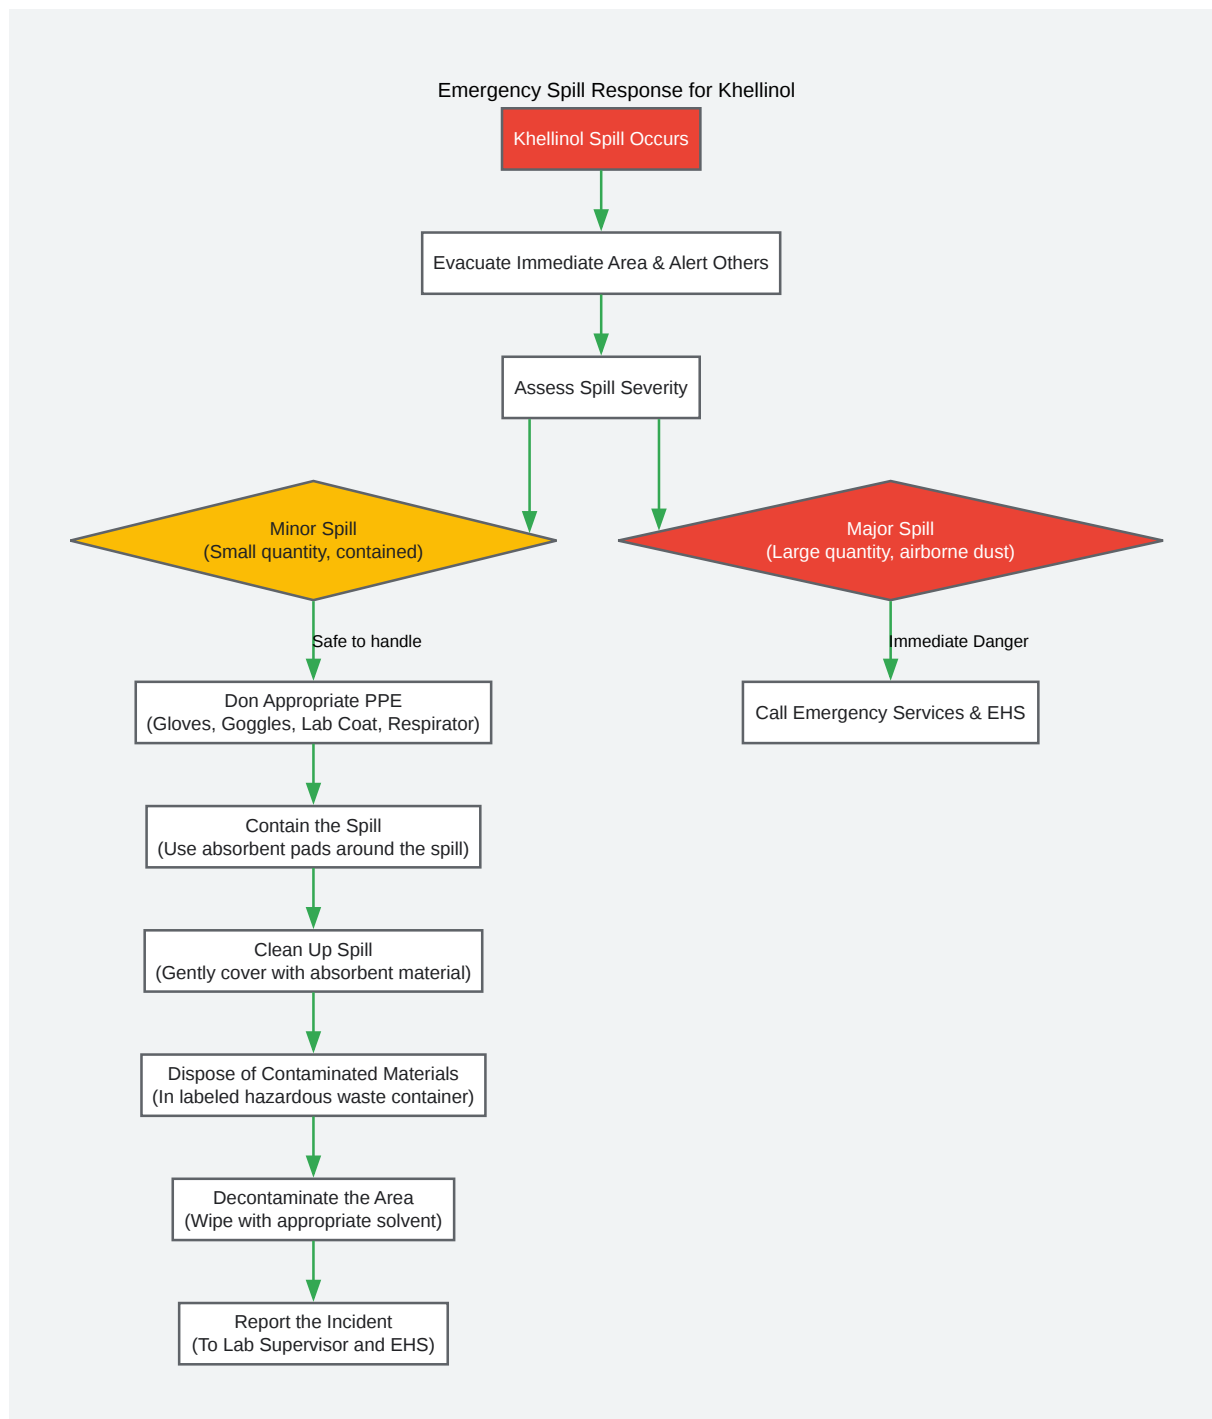 Emergency Spill Response for Khellinol
Khellinol Spill Occurs
Evacuate Immediate Area & Alert Others
Assess Spill Severity
Minor Spill
(Small quantity, contained)
Major Spill
(Large quantity, airborne dust)
Safe to handle
Immediate Danger
Don Appropriate PPE
(Gloves, Goggles, Lab Coat, Respirator)
Call Emergency Services & EHS
Contain the Spill
(Use absorbent pads around the spill)
Clean Up Spill
(Gently cover with absorbent material)
Dispose of Contaminated Materials
(In labeled hazardous waste container)
Decontaminate the Area
(Wipe with appropriate solvent)
Report the Incident
(To Lab Supervisor and EHS)